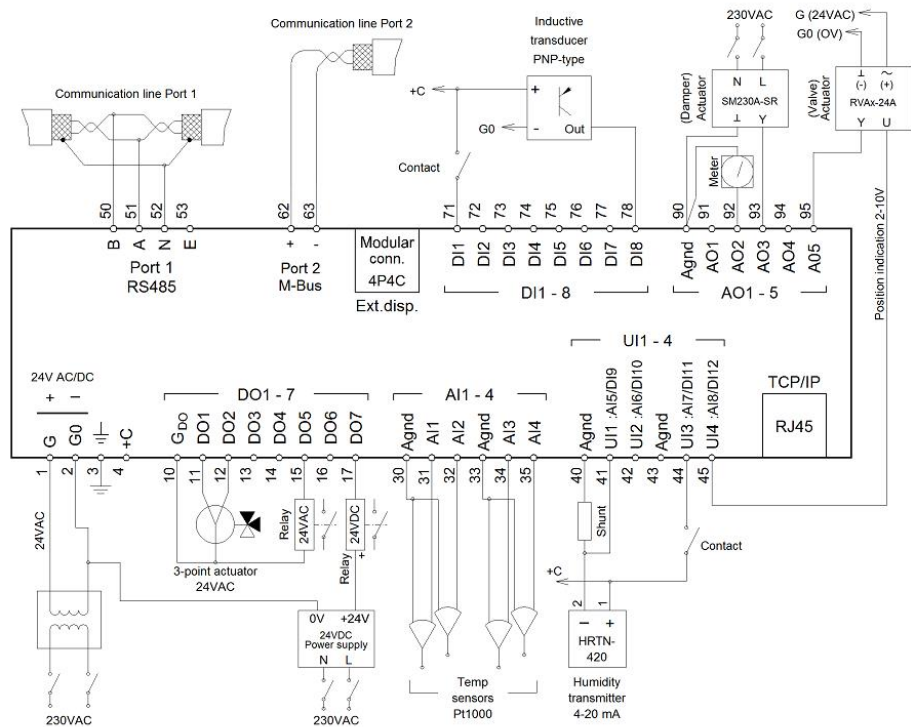 Communication line Port 2
Communication line Port 1
Inductive
transducer
PNP-type
+C
+
-
Out
G0
Contact
230VAC
N L
SM230A-SR
⊥ Y
(Damper)
Actuator
Meter
G (24VAC)
G0 (OV)
⊥ ~
(-) (+)
RVAx-24A
Y U
(Valve)
Actuator
Position indication 2-10V
50 51 52 53
62 63
71 72 73 74 75 76 77 78
90 91 92 93 94 95
B A N E
Port 1
RS485
+ -
Port 2
M-Bus
Modular
conn.
4P4C
Ext.disp.
DI1 DI2 DI3 DI4 DI5 DI6 DI7 DI8
DI1 - 8
Agnd AO1 AO2 AO3 AO4 A05
AO1 - 5
24V AC/DC
+ −
G G0 +C
DO1 - 7
GDO DO1 DO2 DO3 DO4 DO5 DO6 DO7
AI1 - 4
Agnd AI1 AI2 Agnd AI3 AI4
UI1 - 4
Agnd
UI1 :AI5/DI9
UI2 :AI6/DI10
Agnd
UI3 :AI7/DI11
UI4 :AI8/DI12
TCP/IP
RJ45
1 2 3 4
10 11 12 13 14 15 16 17
30 31 32 33 34 35
40 41 42 43 44 45
24VAC
230VAC
3-point actuator
24VAC
Relay
24VAC
Relay
24VDC
+
0V +24V
24VDC
Power supply
N L
230VAC
Temp
sensors
Pt1000
Shunt
+C
Contact
2 1
− +
HRTN-
420
Humidity
transmitter
4-20 mA